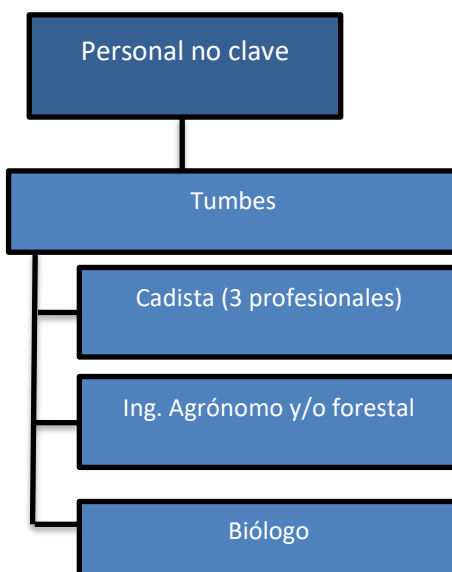 Personal no clave
Tumbes
Cadista (3 profesionales)
Ing. Agrónomo y/o forestal
Biólogo